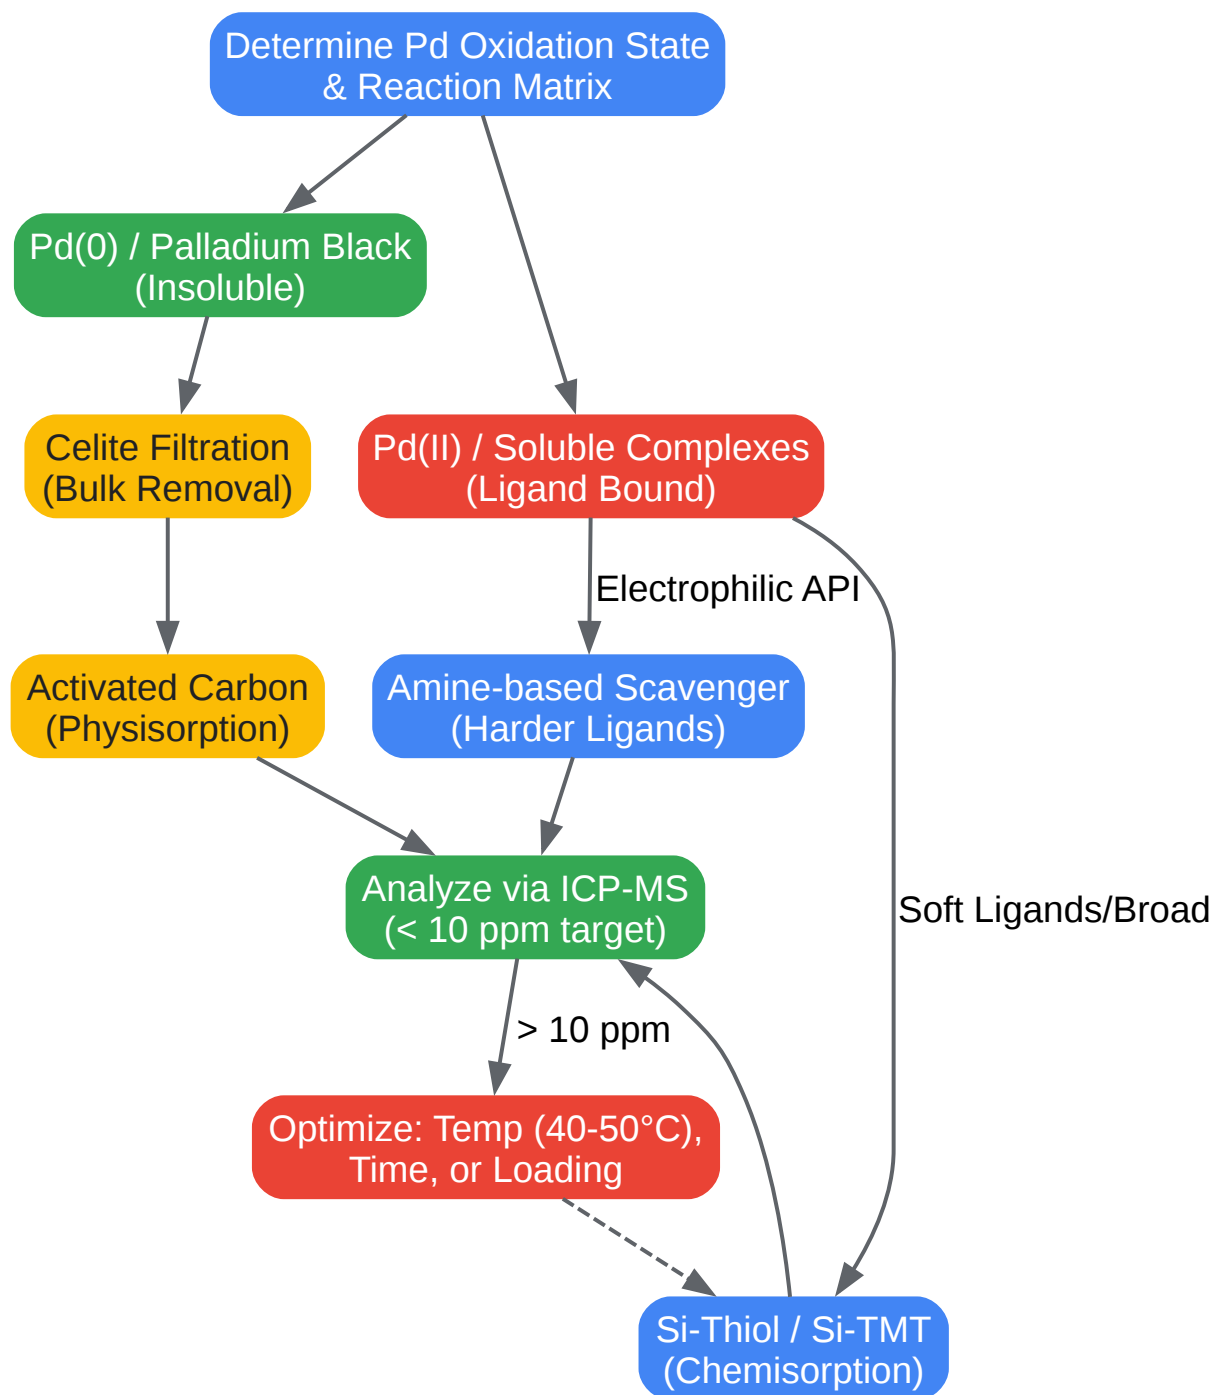 Determine Pd Oxidation State
& Reaction Matrix
Pd(0) / Palladium Black
(Insoluble)
Celite Filtration
(Bulk Removal)
Pd(II) / Soluble Complexes
(Ligand Bound)
Electrophilic API
Activated Carbon
(Physisorption)
Amine-based Scavenger
(Harder Ligands)
Analyze via ICP-MS
(< 10 ppm target)
Soft Ligands/Broad
> 10 ppm
Optimize: Temp (40-50°C),
Time, or Loading
Si-Thiol / Si-TMT
(Chemisorption)